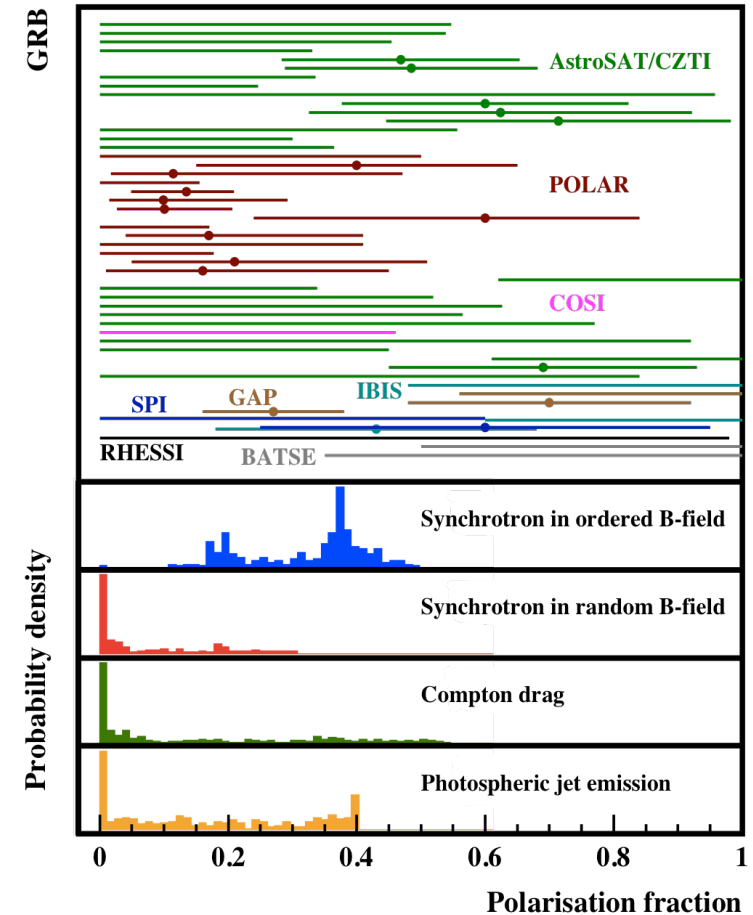 GRB
AstroSAT/CZTI
POLAR
COSI
IBIS
GAP
SPI
RHESSI
BATSE
Probability density
Synchrotron in ordered B-field
Synchrotron in random B-field
Compton drag
Photospheric jet emission
0 0.2 0.4 0.6 0.8 1
Polarisation fraction